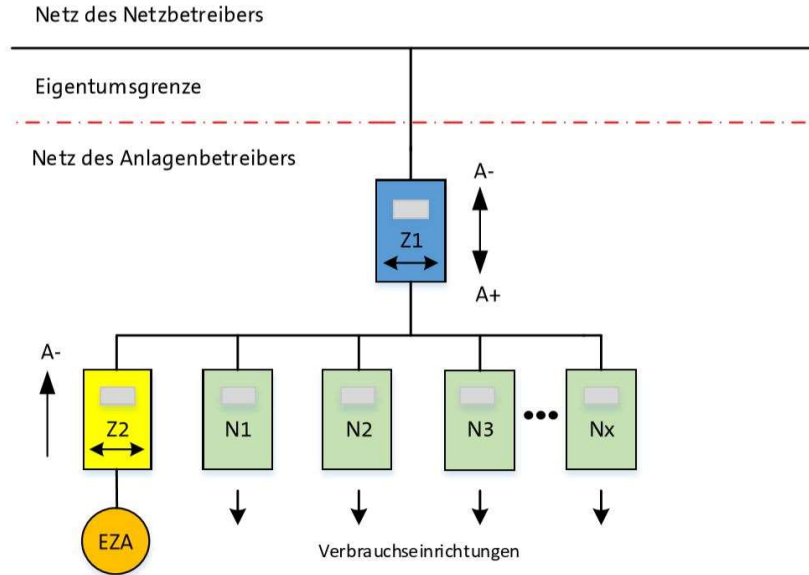 Netz des Netzbetreibers
Eigentumsgrenze
Netz des Anlagenbetreibers
A-
Z1
A+
A-
Z2
N1
N2
N3
Nx
EZA
Verbrauchseinrichtungen